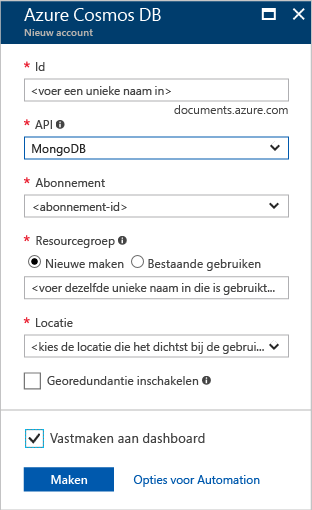 Azure Cosmos DB
Nieuw account
* Id
<voer een unieke naam in>
documents.azure.com
* API
MongoDB
* Abonnement
<abonnement-id>
* Resourcegroep
Nieuwe maken Bestaande gebruiken
<voer dezelfde unieke naam in die is gebruikt...
* Locatie
<kies de locatie die het dichtst bij de gebrui...
Georedundantie inschakelen
Vastmaken aan dashboard
Maken Opties voor Automation